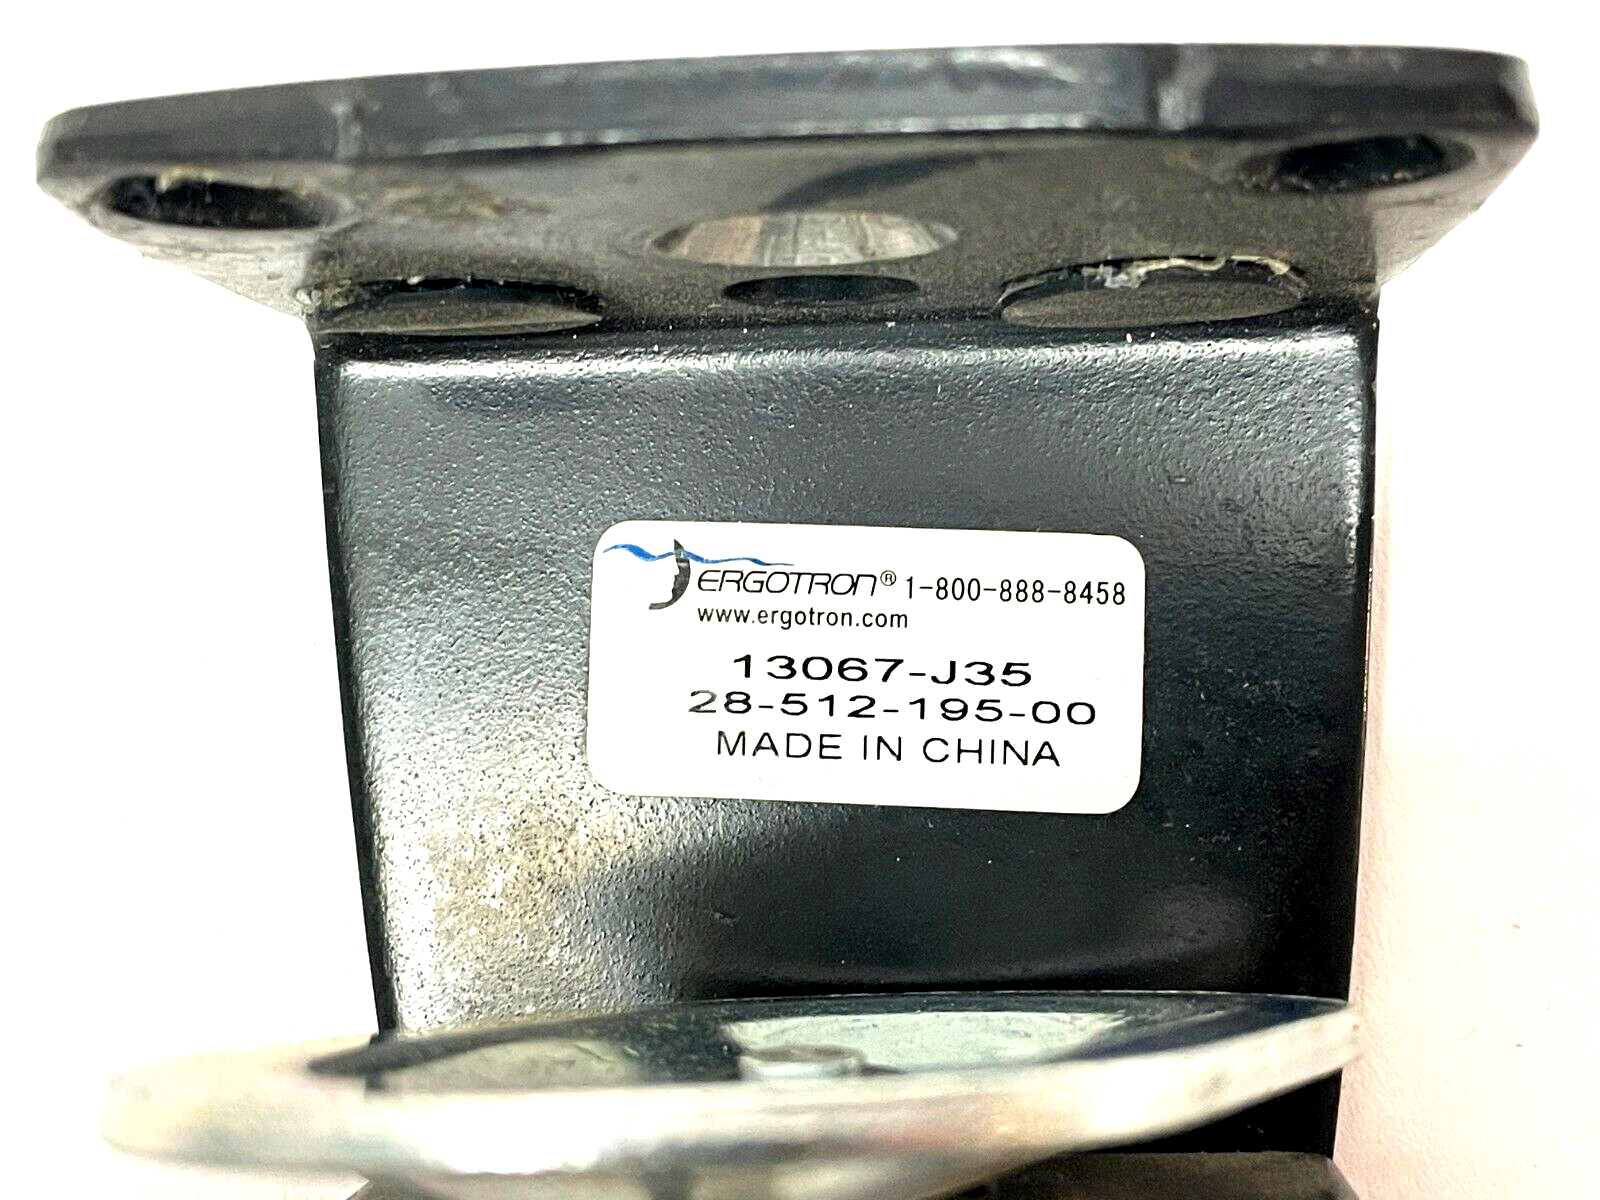 ERGOTRON® 1-800-888-8458
www.ergotron.com
13067-J35
28-512-195-00
MADE IN CHINA